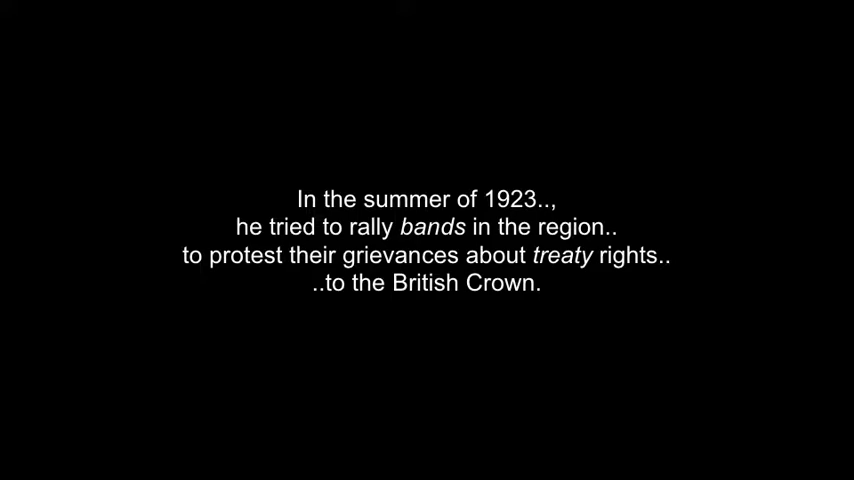 In the summer of 1923..,
he tried to rally bands in the region..
to protest their grievances about treaty rights..
..to the British Crown.